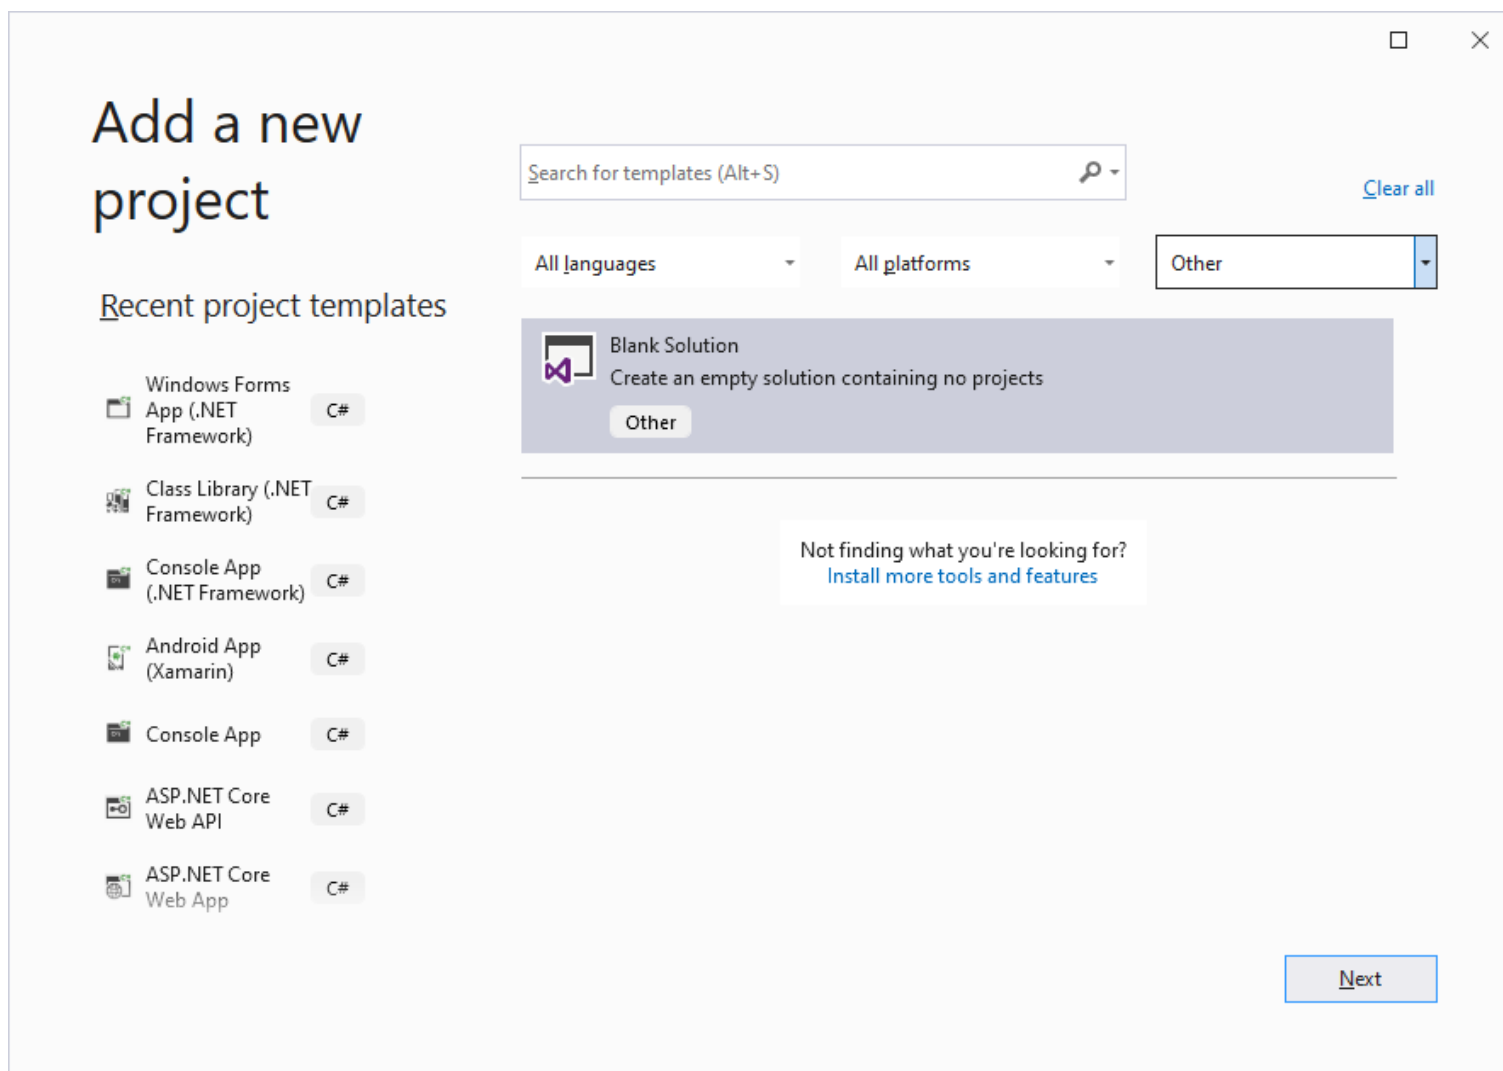 Add a new
project
Search for templates (Alt+S)
Clear all
All languages
All platforms
Other
Recent project templates
Windows Forms
App (.NET
Framework)
C#
Class Library (.NET
Framework)
C#
Console App
(.NET Framework)
C#
Android App
(Xamarin)
C#
Console App
C#
ASP.NET Core
Web API
C#
ASP.NET Core
Web App
C#
Blank Solution
Create an empty solution containing no projects
Other
Not finding what you're looking for?
Install more tools and features
Next